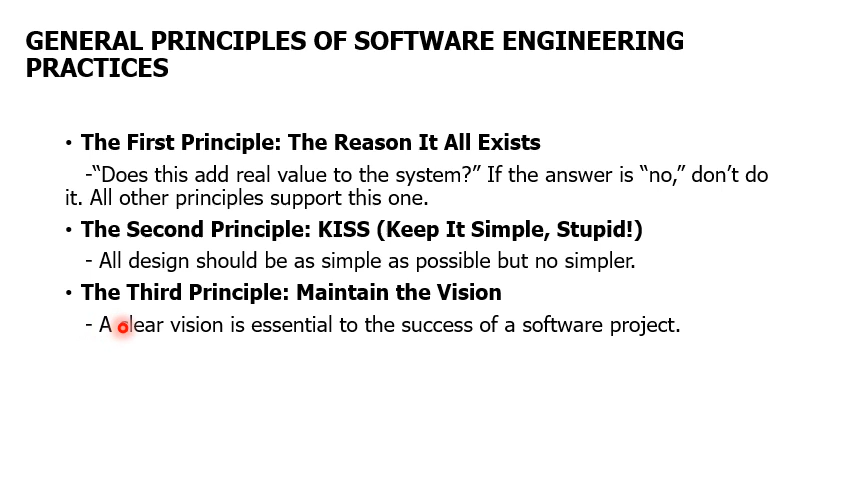 GENERAL PRINCIPLES OF SOFTWARE ENGINEERING
PRACTICES
• The First Principle: The Reason It All Exists
-“Does this add real value to the system?” If the answer is “no,” don’t do
it. All other principles support this one.
• The Second Principle: KISS (Keep It Simple, Stupid!)
- All design should be as simple as possible but no simpler.
• The Third Principle: Maintain the Vision
- A clear vision is essential to the success of a software project.